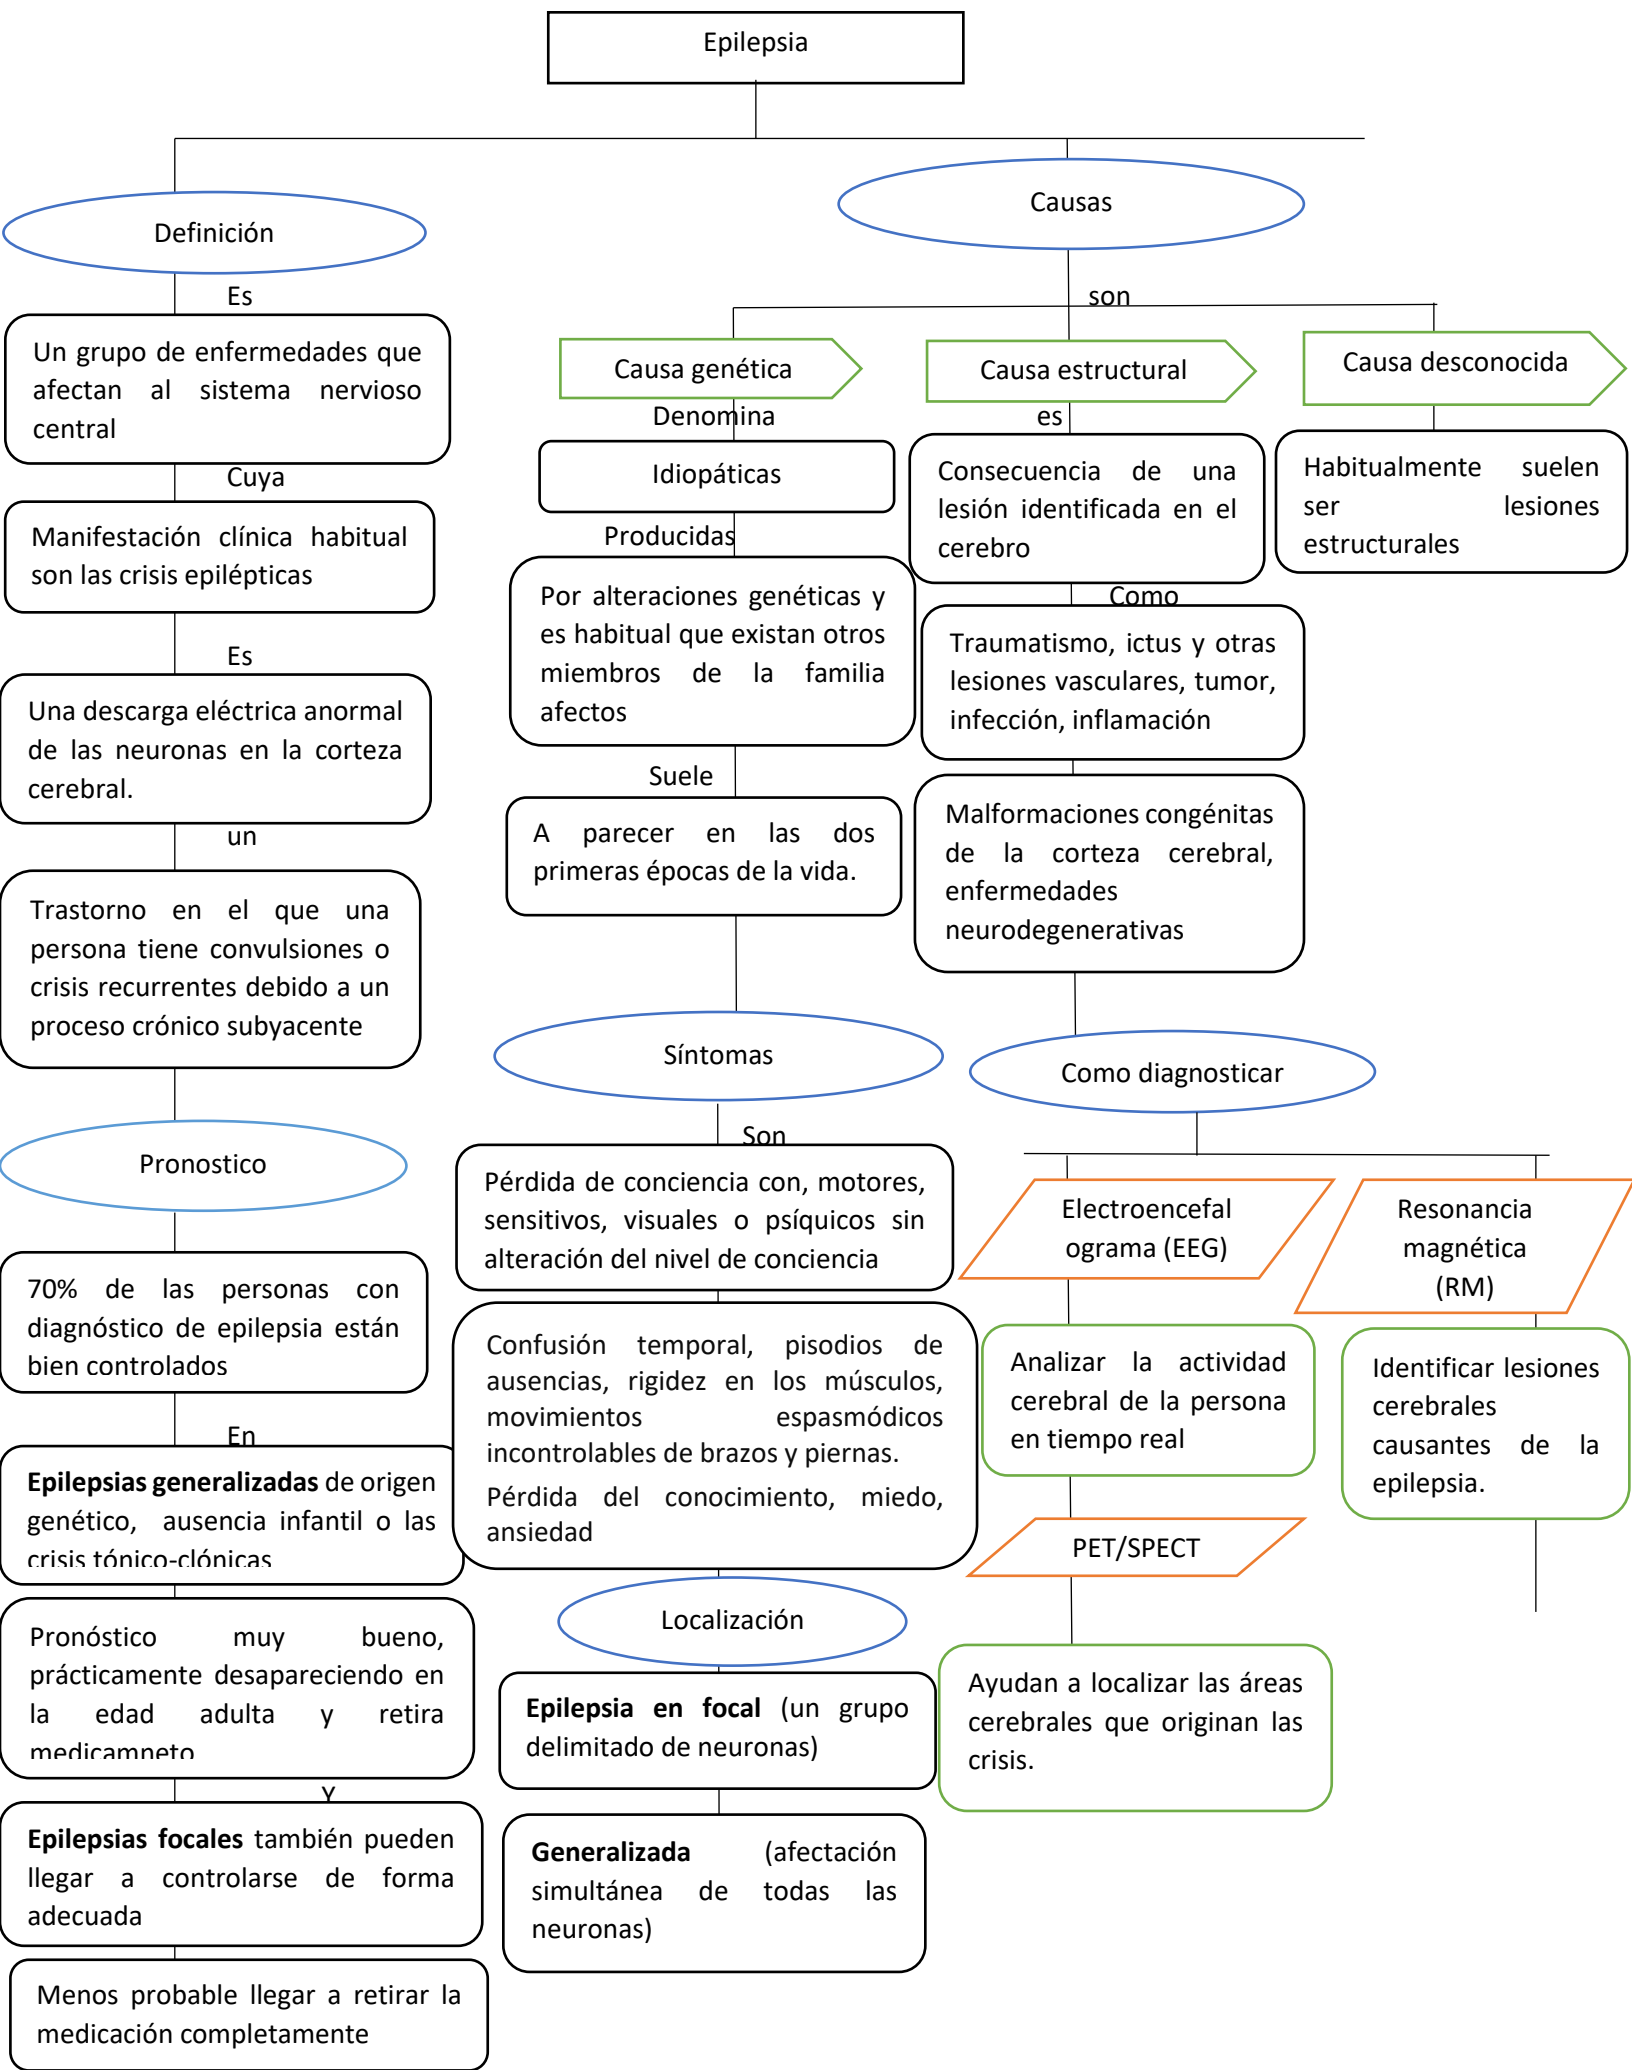 Epilepsia
Definición
Es
Un grupo de enfermedades que
afectan al sistema nervioso
central
Cuya
Manifestación clínica habitual
son las crisis epilépticas
Es
Una descarga eléctrica anormal
de las neuronas en la corteza
cerebral.
un
Trastorno en el que una
persona tiene convulsiones o
crisis recurrentes debido a un
proceso crónico subyacente
Pronostico
70% de las personas con
diagnóstico de epilepsia están
bien controlados
En
Epilepsias generalizadas de origen
genético, ausencia infantil o las
crisis tónico-clónicas
Pronóstico muy bueno,
prácticamente desapareciendo en
la edad adulta y retira
medicamneto
Y
Epilepsias focales también pueden
llegar a controlarse de forma
adecuada
Menos probable llegar a retirar la
medicación completamente
Causas
son
Causa genética
Denomina
Idiopáticas
Producidas
Por alteraciones genéticas y
es habitual que existan otros
miembros de la familia
afectos
Suele
A parecer en las dos
primeras épocas de la vida.
Síntomas
Son
Pérdida de conciencia con, motores,
sensitivos, visuales o psíquicos sin
alteración del nivel de conciencia
Confusión temporal, pisodios de
ausencias, rigidez en los músculos,
movimientos espasmódicos
incontrolables de brazos y piernas.
Pérdida del conocimiento, miedo,
ansiedad
Localización
Epilepsia en focal (un grupo
delimitado de neuronas)
Generalizada (afectación
simultánea de todas las
neuronas)
Causa estructural
es
Consecuencia de una
lesión identificada en el
cerebro
Como
Traumatismo, ictus y otras
lesiones vasculares, tumor,
infección, inflamación
Malformaciones congénitas
de la corteza cerebral,
enfermedades
neurodegenerativas
Causa desconocida
Habitualmente suelen
ser lesiones
estructurales
Como diagnosticar
Electroencefal
ograma (EEG)
Analizar la actividad
cerebral de la persona
en tiempo real
PET/SPECT
Ayudan a localizar las áreas
cerebrales que originan las
crisis.
Resonancia
magnética
(RM)
Identificar lesiones
cerebrales
causantes de la
epilepsia.